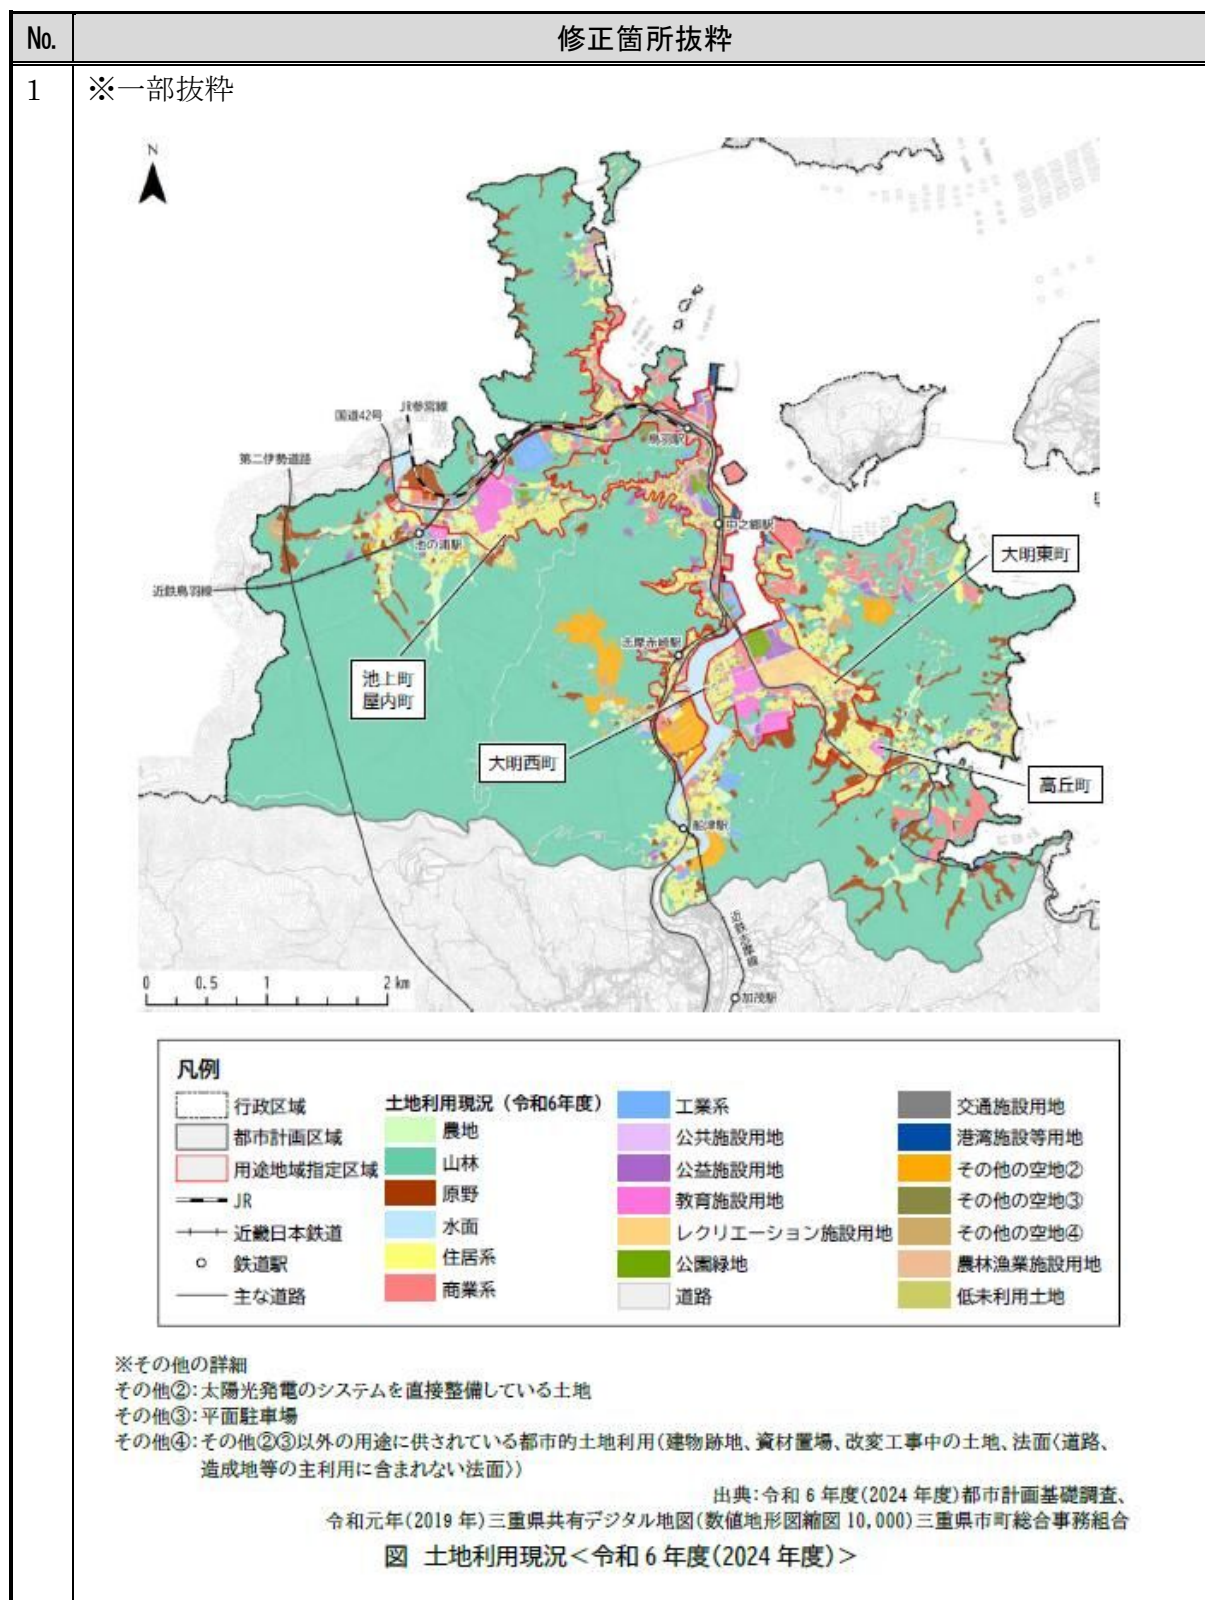 No.
修正箇所抜粋
1
※一部抜粋
N
国道42号
JR参宮線
第二伊勢道路
鳥羽駅
中之郷駅
大明東町
池の浦駅
近鉄鳥羽線
志摩赤崎駅
池上町
屋内町
大明西町
高丘町
船津駅
近鉄志摩線
加茂駅
0 0.5 1 2 km
凡例
行政区域
都市計画区域
用途地域指定区域
JR
近畿日本鉄道
鉄道駅
主な道路
土地利用現況（令和6年度）
農地
山林
原野
水面
住居系
商業系
工業系
公共施設用地
公益施設用地
教育施設用地
レクリエーション施設用地
公園緑地
道路
交通施設用地
港湾施設等用地
その他の空地②
その他の空地③
その他の空地④
農林漁業施設用地
低未利用土地
※その他の詳細
その他②：太陽光発電のシステムを直接整備している土地
その他③：平面駐車場
その他④：その他②③以外の用途に供されている都市的土地利用（建物跡地、資材置場、改変工事中の土地、法面〈道路、
造成地等の主利用に含まれない法面〉）
出典：令和6年度（2024年度）都市計画基礎調査、
令和元年（2019年）三重県共有デジタル地図（数値地形図縮図10,000）三重県市町総合事務組合
図 土地利用現況＜令和6年度（2024年度）＞